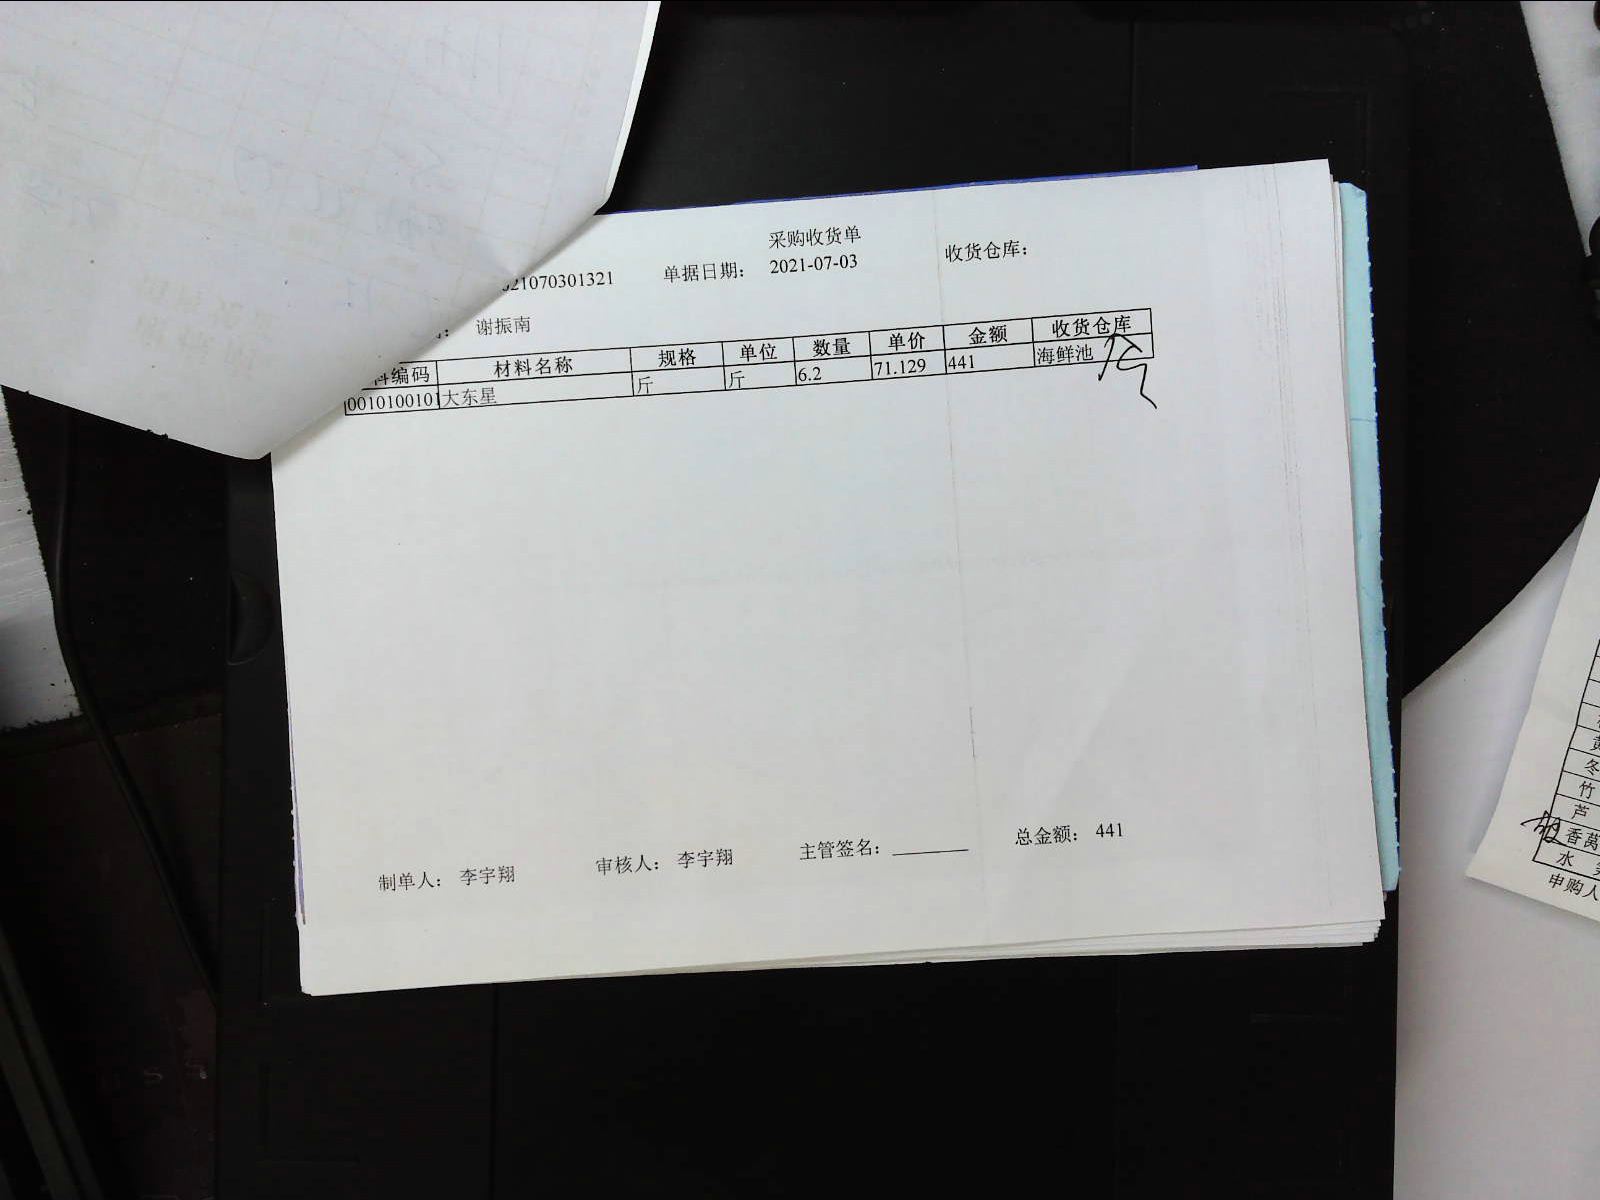 采购收货单
21070301321 单据日期： 2021-07-03 收货仓库：
： 谢振南
编码 材料名称 规格 单位 数量 单价 金额 收货仓库
0010100101 大东星 斤 斤 6.2 71.129 441 海鲜池
制单人： 李宇翔 审核人： 李宇翔 主管签名： 总金额： 441
冬
竹
芦
香莴
水
申购人